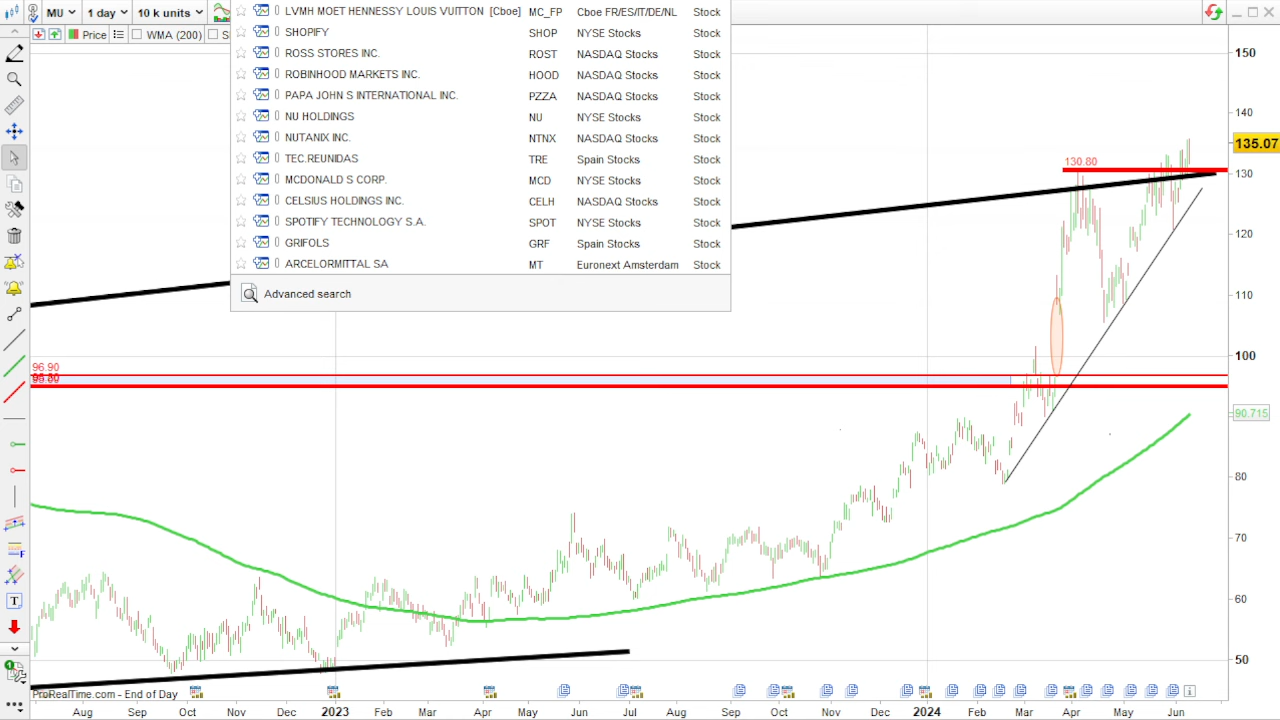 MU 1 day 10 k units
Price WMA (200)
LVMH MOET HENNESSY LOUIS VUITTON [Cboe] MC_FP Cboe FR/ES/IT/DE/NL Stock
SHOPIFY SHOP NYSE Stocks Stock
ROSS STORES INC. ROST NASDAQ Stocks Stock
ROBINHOOD MARKETS INC. HOOD NASDAQ Stocks Stock
PAPA JOHN S INTERNATIONAL INC. PZZA NASDAQ Stocks Stock
NU HOLDINGS NU NYSE Stocks Stock
NUTANIX INC. NTNX NASDAQ Stocks Stock
TEC.REUNIDAS TRE Spain Stocks Stock
MCDONALD S CORP. MCD NYSE Stocks Stock
CELSIUS HOLDINGS INC. CELH NASDAQ Stocks Stock
SPOTIFY TECHNOLOGY S.A. SPOT NYSE Stocks Stock
GRIFOLS GRF Spain Stocks Stock
ARCELORMITTAL SA MT Euronext Amsterdam Stock
Advanced search
150
140
135.07
130.80
130
120
110
100
96.90
90.715
80
70
60
50
ProRealTime.com - End of Day
Aug Sep Oct Nov Dec 2023 Feb Mar Apr May Jun Jul Aug Sep Oct Nov Dec 2024 Feb Mar Apr May Jun